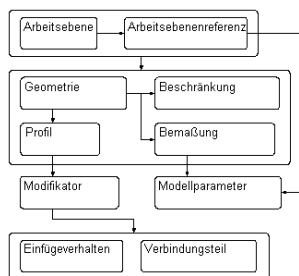 Arbeitsebene
Arbeitsebenenreferenz
Geometrie
Beschränkung
Profil
Bemaßung
Modifikator
Modellparameter
Einfügeverhalten
Verbindungsteil